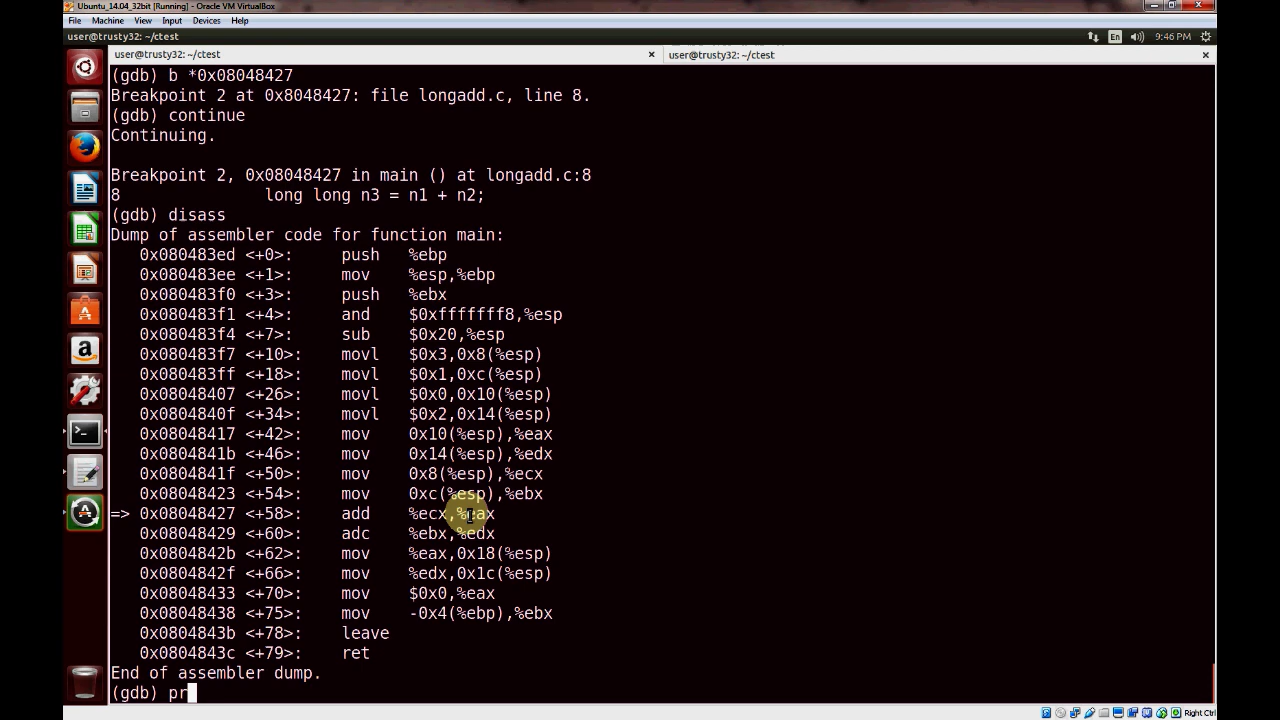 Ubuntu_14.04_32bit [Running] - Oracle VM VirtualBox
File Machine View Input Devices Help
user@trusty32: ~/ctest
En 9:46 PM
user@trusty32: ~/ctest × user@trusty32: ~/ctest ×
(gdb) b *0x08048427
Breakpoint 2 at 0x8048427: file longadd.c, line 8.
(gdb) continue
Continuing.
Breakpoint 2, 0x08048427 in main () at longadd.c:8
8 long long n3 = n1 + n2;
(gdb) disass
Dump of assembler code for function main:
0x080483ed <+0>: push %ebp
0x080483ee <+1>: mov %esp,%ebp
0x080483f0 <+3>: push %ebx
0x080483f1 <+4>: and $0xfffffff8,%esp
0x080483f4 <+7>: sub $0x20,%esp
0x080483f7 <+10>: movl $0x3,0x8(%esp)
0x080483ff <+18>: movl $0x1,0xc(%esp)
0x08048407 <+26>: movl $0x0,0x10(%esp)
0x0804840f <+34>: movl $0x2,0x14(%esp)
0x08048417 <+42>: mov 0x10(%esp),%eax
0x0804841b <+46>: mov 0x14(%esp),%edx
0x0804841f <+50>: mov 0x8(%esp),%ecx
0x08048423 <+54>: mov 0xc(%esp),%ebx
=> 0x08048427 <+58>: add %ecx,%eax
0x08048429 <+60>: adc %ebx,%edx
0x0804842b <+62>: mov %eax,0x18(%esp)
0x0804842f <+66>: mov %edx,0x1c(%esp)
0x08048433 <+70>: mov $0x0,%eax
0x08048438 <+75>: mov -0x4(%ebp),%ebx
0x0804843b <+78>: leave
0x0804843c <+79>: ret
End of assembler dump.
(gdb) pr
Right Ctrl